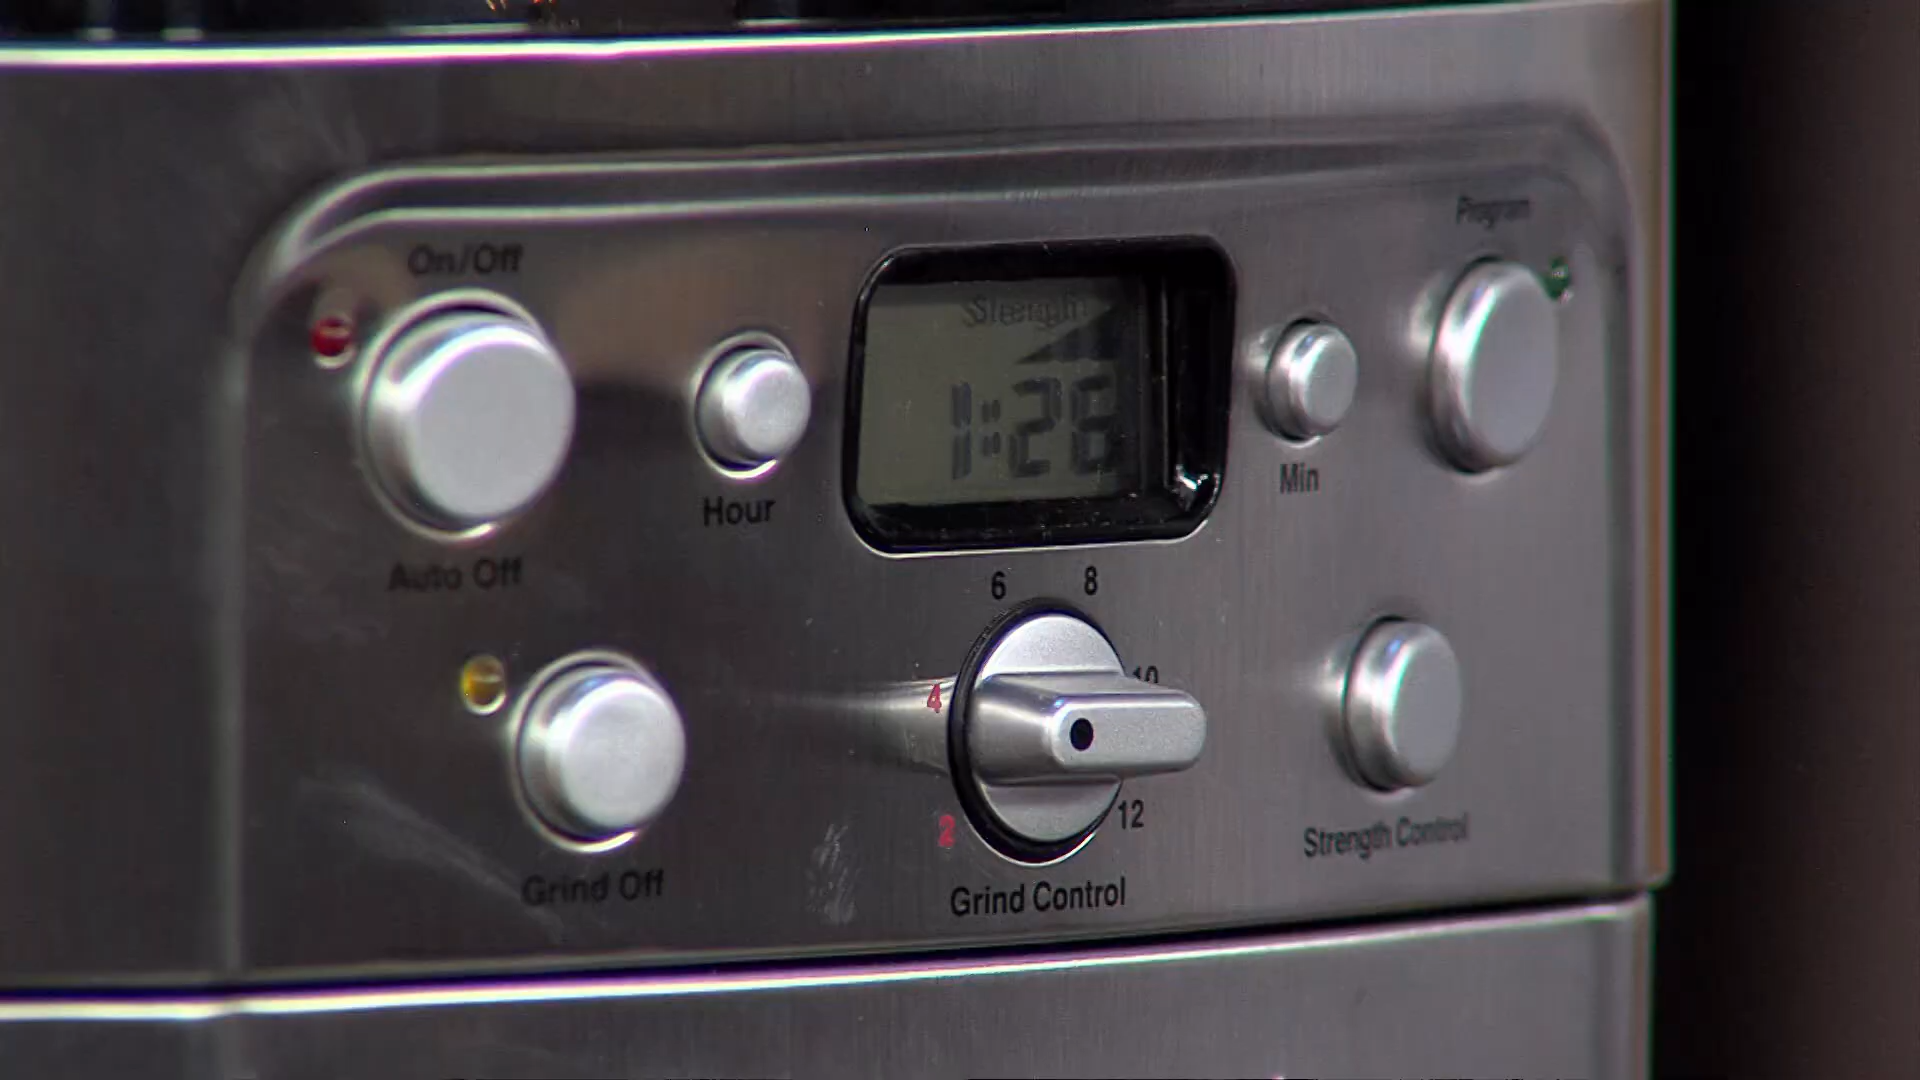 Program
On/Off
Strength
1:26
Hour
Min
Auto Off
6 8
4 10
2 12
Strength Control
Grind Off
Grind Control